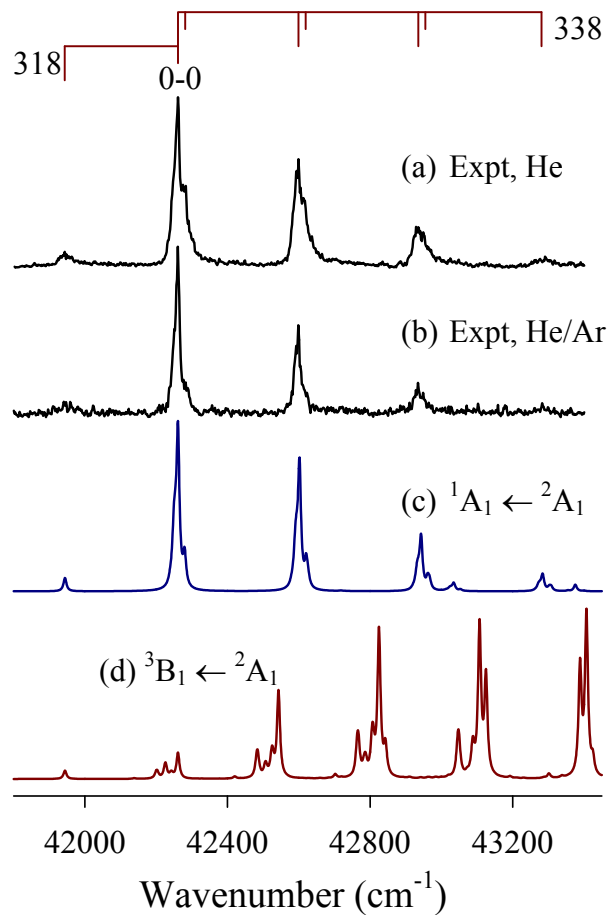 318
338
0-0
(a) Expt, He
(b) Expt, He/Ar
(c) ¹A₁ ← ²A₁
(d) ³B₁ ← ²A₁
42000 42400 42800 43200
Wavenumber (cm⁻¹)